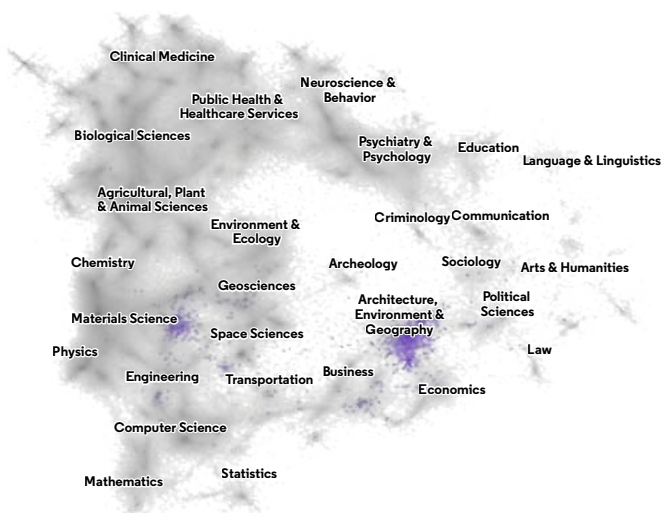 Clinical Medicine
Neuroscience &
Behavior
Public Health &
Healthcare Services
Biological Sciences
Psychiatry &
Psychology
Education
Language & Linguistics
Agricultural, Plant
& Animal Sciences
Criminology
Communication
Environment &
Ecology
Chemistry
Archeology
Sociology
Arts & Humanities
Geosciences
Architecture,
Environment &
Geography
Political
Sciences
Materials Science
Space Sciences
Physics
Law
Engineering
Transportation
Business
Economics
Computer Science
Statistics
Mathematics